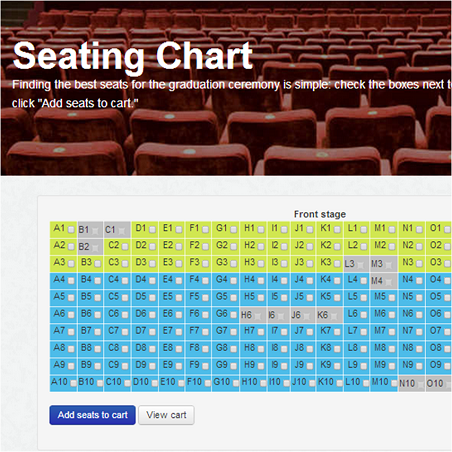 Seating Chart
Finding the best seats for the graduation ceremony is simple: check the boxes next to
click "Add seats to cart."
Front stage
A1 B1 C1 D1 E1 F1 G1 H1 I1 J1 K1 L1 M1 N1 O1
A2 B2 C2 D2 E2 F2 G2 H2 I2 J2 K2 L2 M2 N2 O2
A3 B3 C3 D3 E3 F3 G3 H3 I3 J3 K3 L3 M3 N3 O3
A4 B4 C4 D4 E4 F4 G4 H4 I4 J4 K4 L4 M4 N4 O4
A5 B5 C5 D5 E5 F5 G5 H5 I5 J5 K5 L5 M5 N5 O5
A6 B6 C6 D6 E6 F6 G6 H6 I6 J6 K6 L6 M6 N6 O6
A7 B7 C7 D7 E7 F7 G7 H7 I7 J7 K7 L7 M7 N7 O7
A8 B8 C8 D8 E8 F8 G8 H8 I8 J8 K8 L8 M8 N8 O8
A9 B9 C9 D9 E9 F9 G9 H9 I9 J9 K9 L9 M9 N9 O9
A10 B10 C10 D10 E10 F10 G10 H10 I10 J10 K10 L10 M10 N10 O10
Add seats to cart View cart